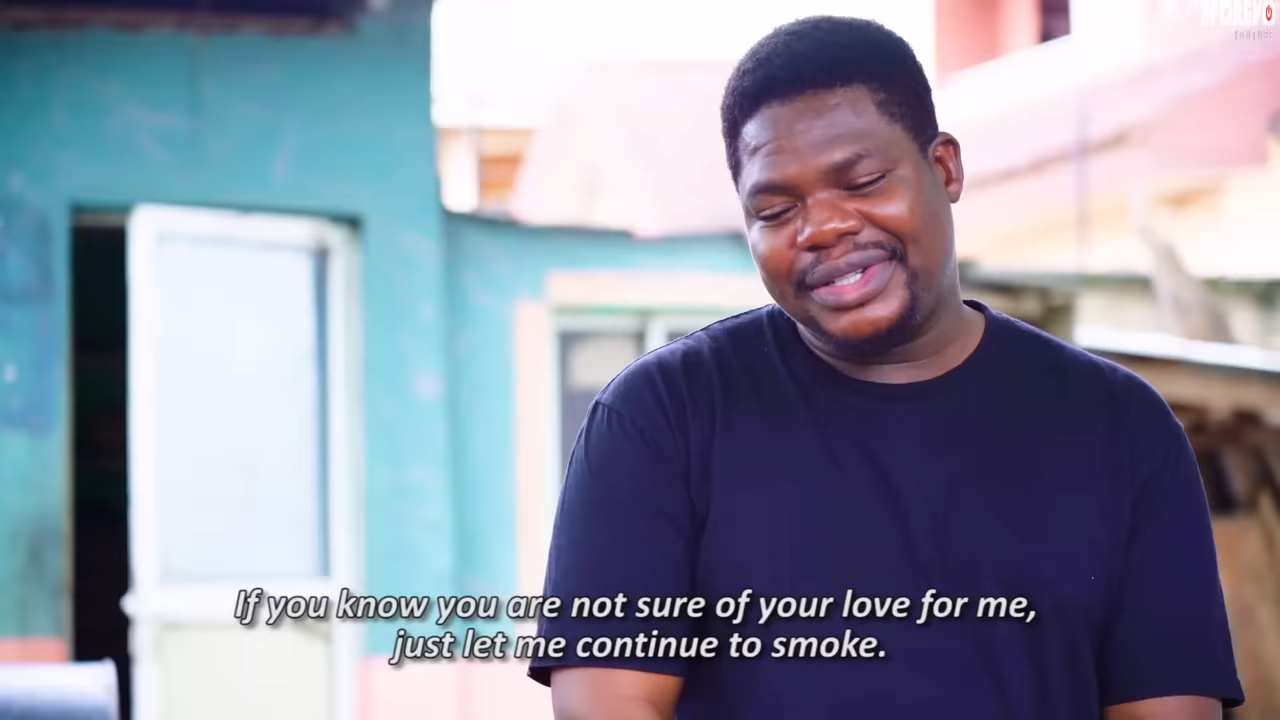 If you know you are not sure of your love for me,
just let me continue to smoke.